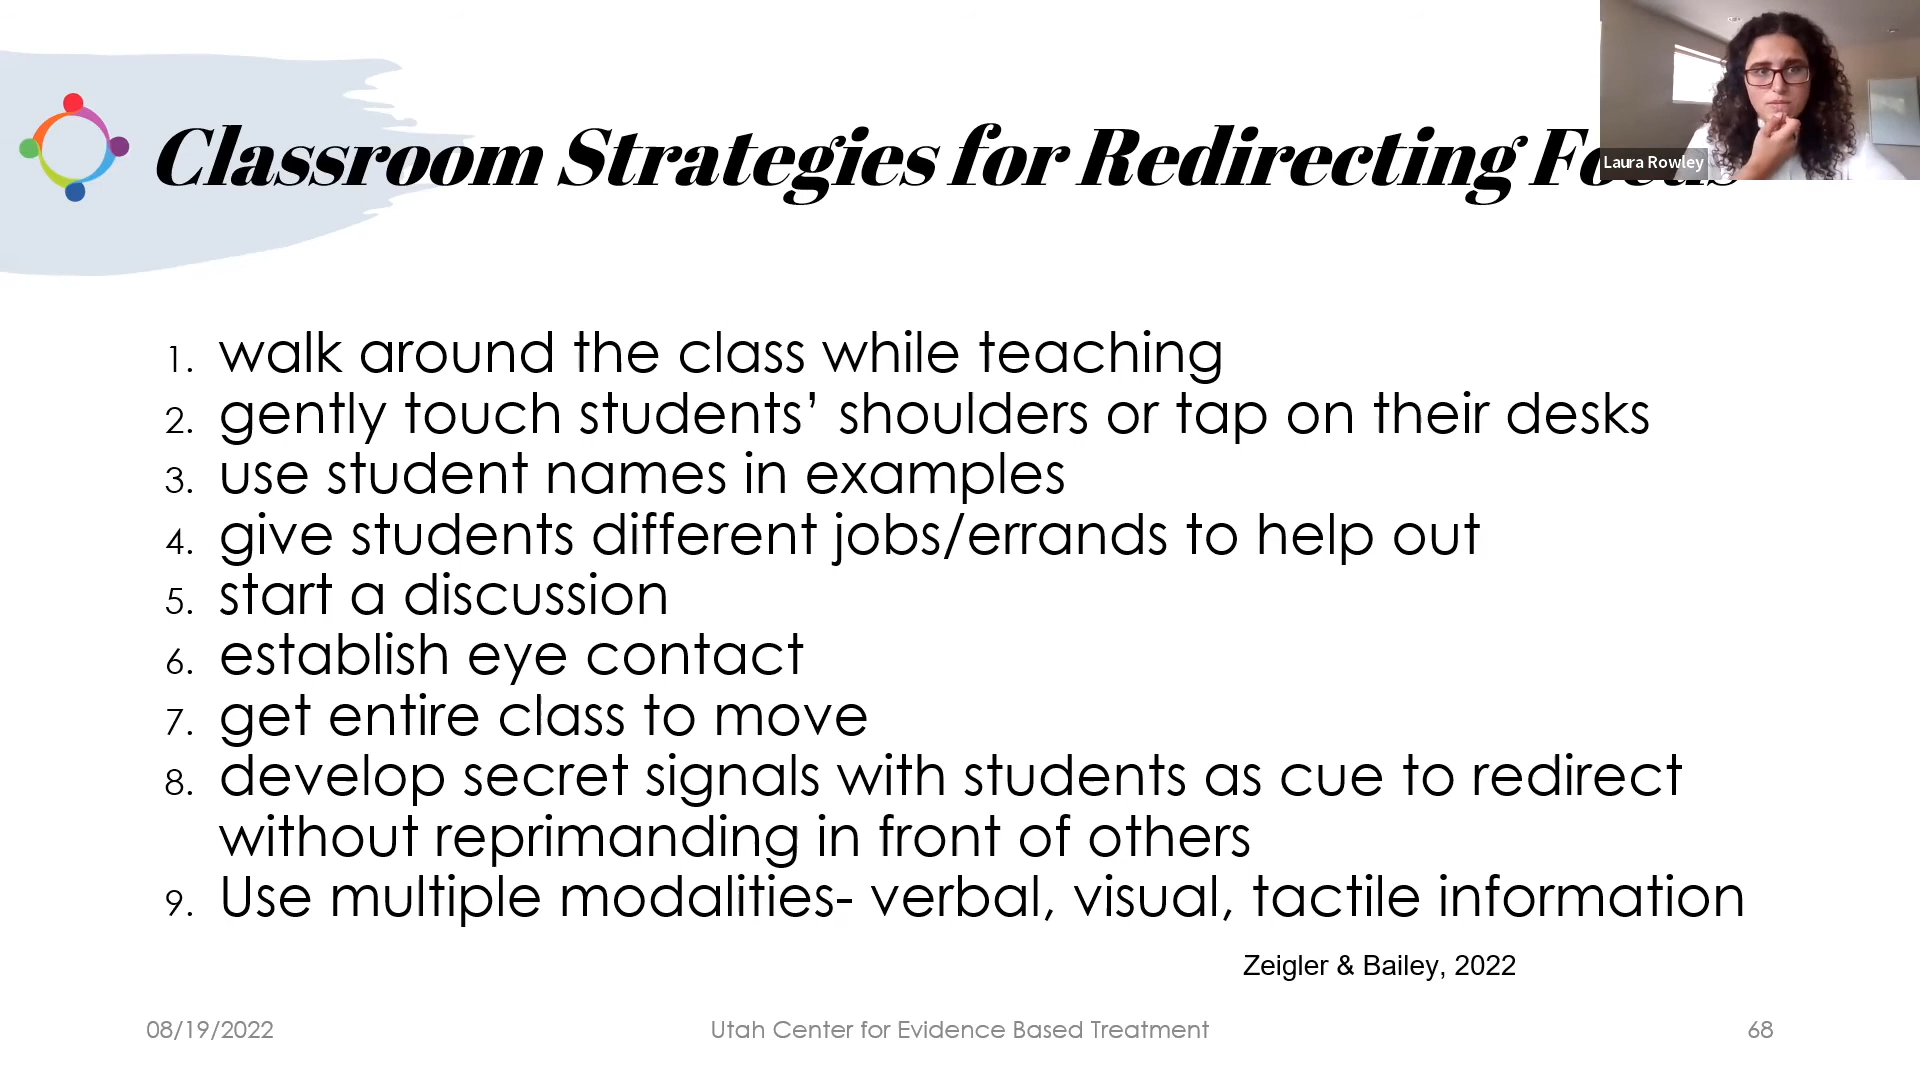 Classroom Strategies for Redirecting
Laura Rowley
1. walk around the class while teaching
2. gently touch students’ shoulders or tap on their desks
3. use student names in examples
4. give students different jobs/errands to help out
5. start a discussion
6. establish eye contact
7. get entire class to move
8. develop secret signals with students as cue to redirect
without reprimanding in front of others
9. Use multiple modalities- verbal, visual, tactile information
Zeigler & Bailey, 2022
08/19/2022 Utah Center for Evidence Based Treatment 68